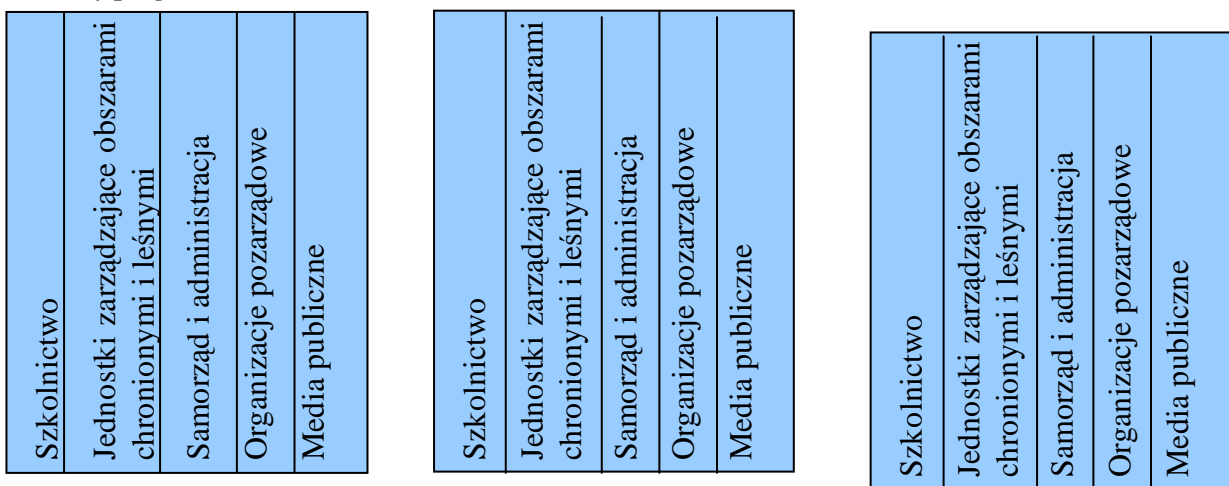 Szkolnictwo
Jednostki zarządzające obszarami
chronionymi i leśnymi
Samorząd i administracja
Organizacje pozarządowe
Media publiczne
Szkolnictwo
Jednostki zarządzające obszarami
chronionymi i leśnymi
Samorząd i administracja
Organizacje pozarządowe
Media publiczne
Szkolnictwo
Jednostki zarządzające obszarami
chronionymi i leśnymi
Samorząd i administracja
Organizacje pozarządowe
Media publiczne